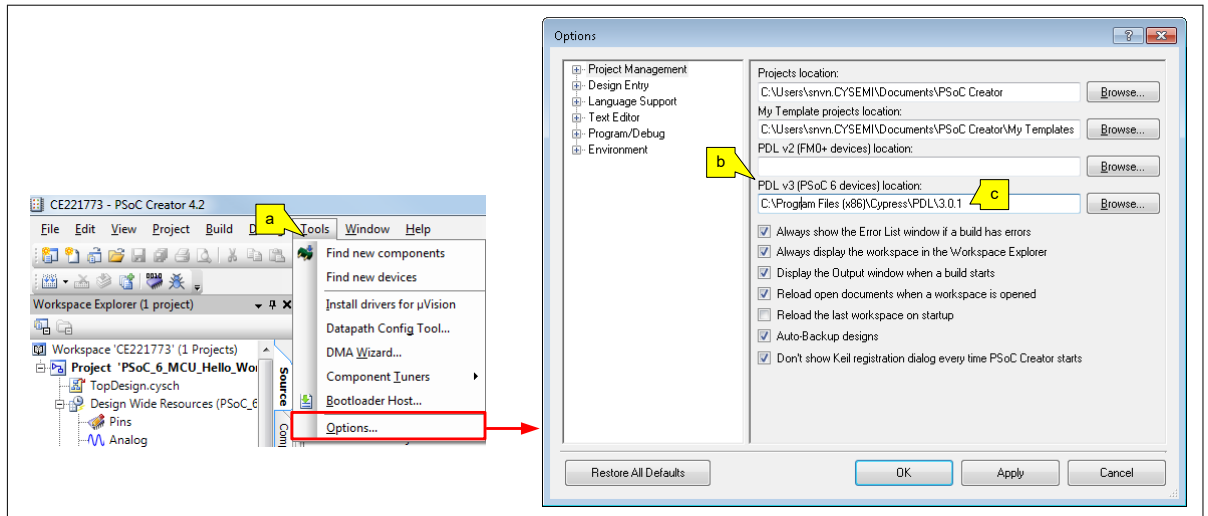 CE221773 - PSoC Creator 4.2
File Edit View Project Build Tools Window Help
a
Find new components
Find new devices
Install drivers for µVision
Datapath Config Tool...
DMA Wizard...
Component Tuners
Bootloader Host...
Options...
Workspace Explorer (1 project)
Workspace 'CE221773' (1 Projects)
Project 'PSoC_6_MCU_Hello_Wo
TopDesign.cysch
Design Wide Resources (PSoC_6
Pins
Analog
Source
Com
Options
Project Management
Design Entry
Language Support
Text Editor
Program/Debug
Environment
Projects location:
C:\Users\snvn.CYSEMI\Documents\PSoC Creator Browse...
My Template projects location:
C:\Users\snvn.CYSEMI\Documents\PSoC Creator\My Templates Browse...
PDL v2 (FM0+ devices) location:
Browse...
b
PDL v3 (PSoC 6 devices) location:
c
C:\Program Files (x86)\Cypress\PDL\3.0.1 Browse...
Always show the Error List window if a build has errors
Always display the workspace in the Workspace Explorer
Display the Output window when a build starts
Reload open documents when a workspace is opened
Reload the last workspace on startup
Auto-Backup designs
Don't show Keil registration dialog every time PSoC Creator starts
Restore All Defaults OK Apply Cancel